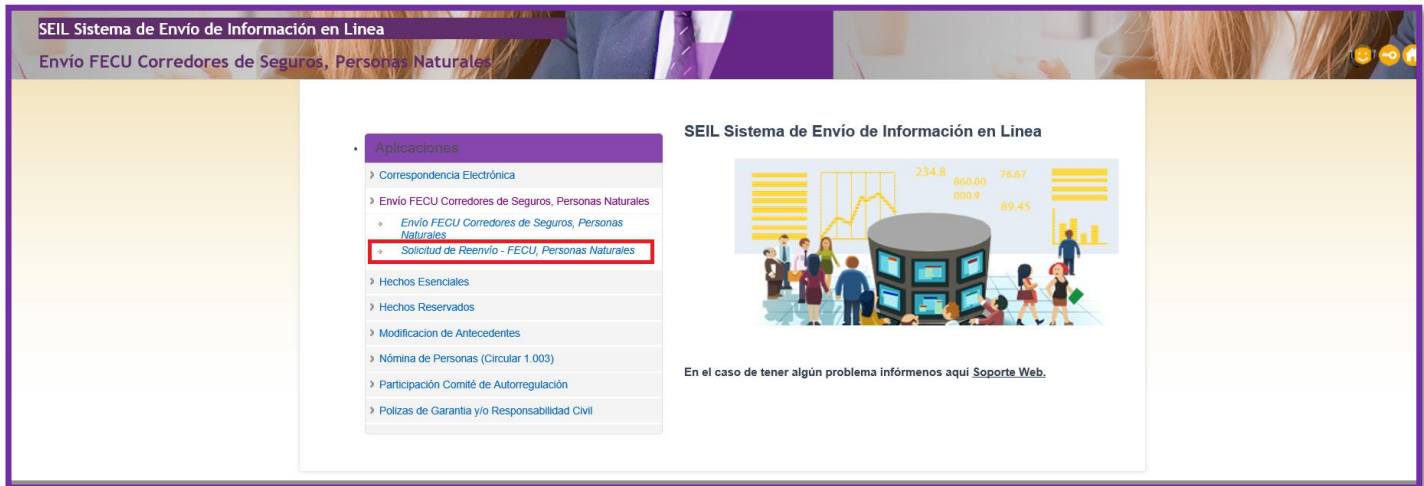 SEIL Sistema de Envío de Información en Linea
Envío FECU Corredores de Seguros, Personas Naturales
Aplicaciones
Correspondencia Electrónica
Envío FECU Corredores de Seguros, Personas Naturales
Envío FECU Corredores de Seguros, Personas
Naturales
Solicitud de Reenvío - FECU, Personas Naturales
Hechos Esenciales
Hechos Reservados
Modificacion de Antecedentes
Nómina de Personas (Circular 1.003)
Participación Comité de Autorregulación
Polizas de Garantia y/o Responsabilidad Civil
SEIL Sistema de Envío de Información en Linea
234.8
860.00
000.9
76.67
89.45
En el caso de tener algún problema infórmenos aqui Soporte Web.